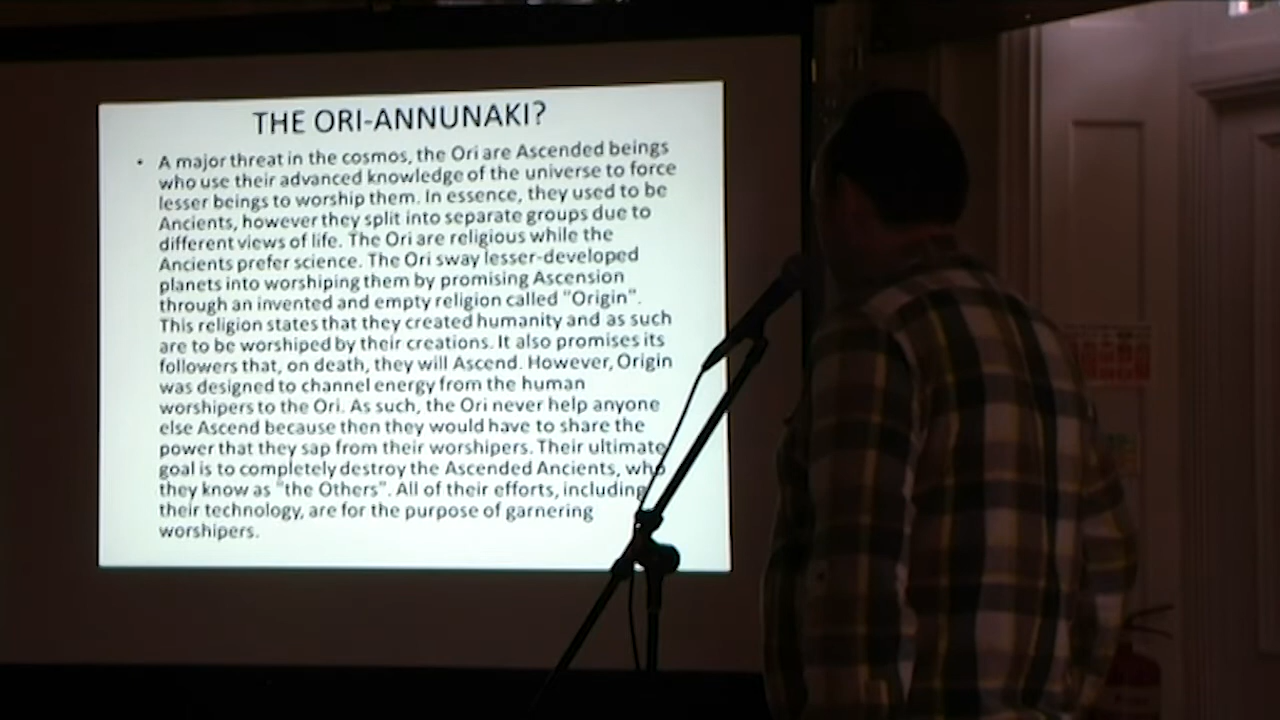 THE ORI-ANNUNAKI?
• A major threat in the cosmos, the Ori are Ascended beings
who use their advanced knowledge of the universe to force
lesser beings to worship them. In essence, they used to be
Ancients, however they split into separate groups due to
different views of life. The Ori are religious while the
Ancients prefer science. The Ori sway lesser-developed
planets into worshiping them by promising Ascension
through an invented and empty religion called "Origin".
This religion states that they created humanity and as such
are to be worshiped by their creations. It also promises its
followers that, on death, they will Ascend. However, Origin
was designed to channel energy from the human
worshipers to the Ori. As such, the Ori never help anyone
else Ascend because then they would have to share the
power that they sap from their worshipers. Their ultimate
goal is to completely destroy the Ascended Ancients, who
they know as "the Others". All of their efforts, including
their technology, are for the purpose of garnering
worshipers.